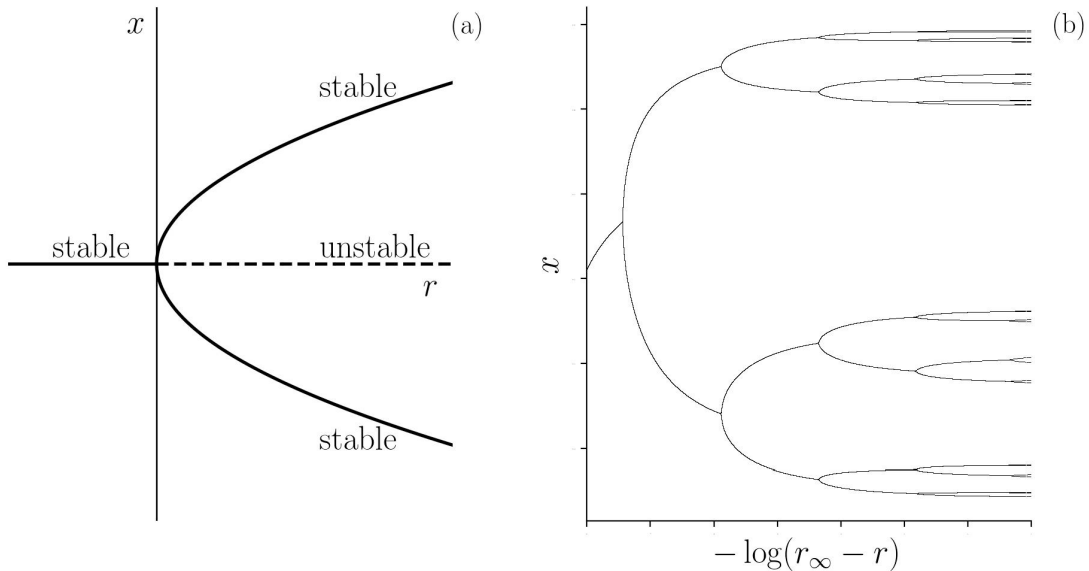 x
(a)
stable
stable
unstable
r
stable
(b)
x
− log(r∞ − r)